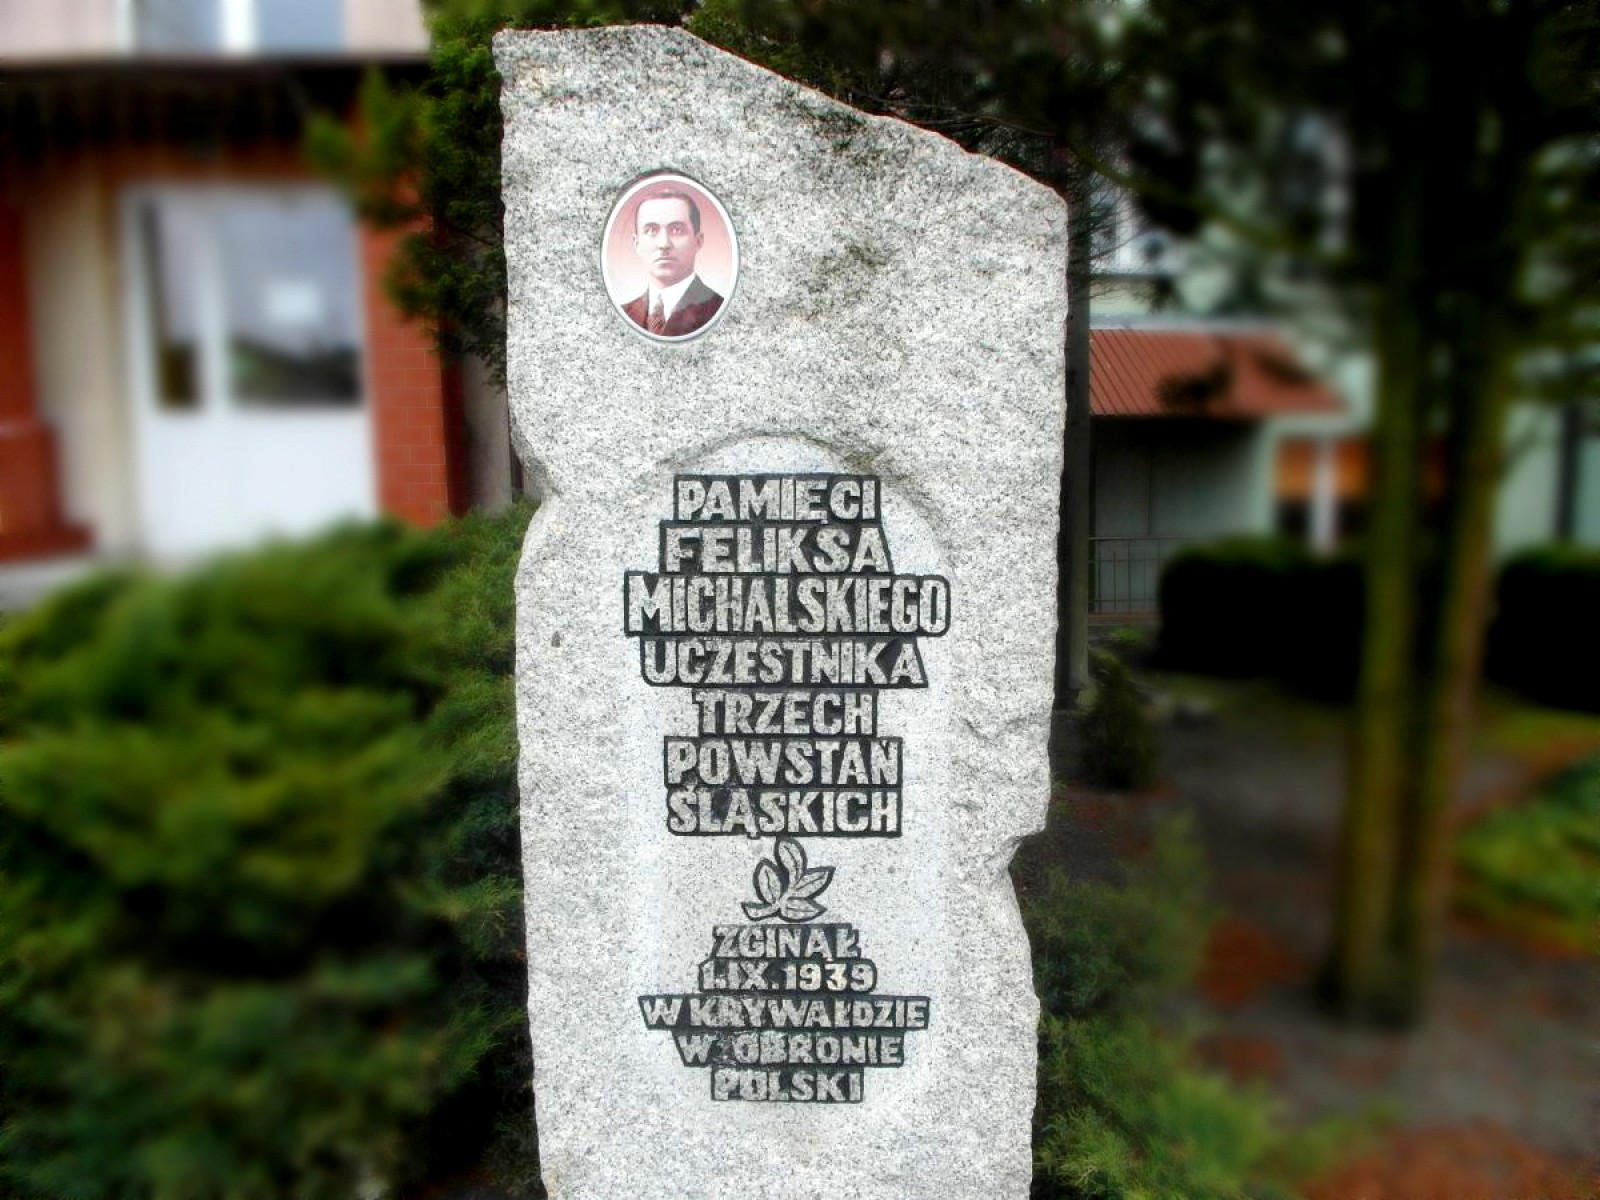 PAMIĘCI
FELIKSA
MICHALSKIEGO
UCZESTNIKA
TRZECH
POWSTAŃ
ŚLĄSKICH
ZGINĄŁ
1.IX.1939
W KRYWAŁDZIE
W OBRONIE
POLSKI